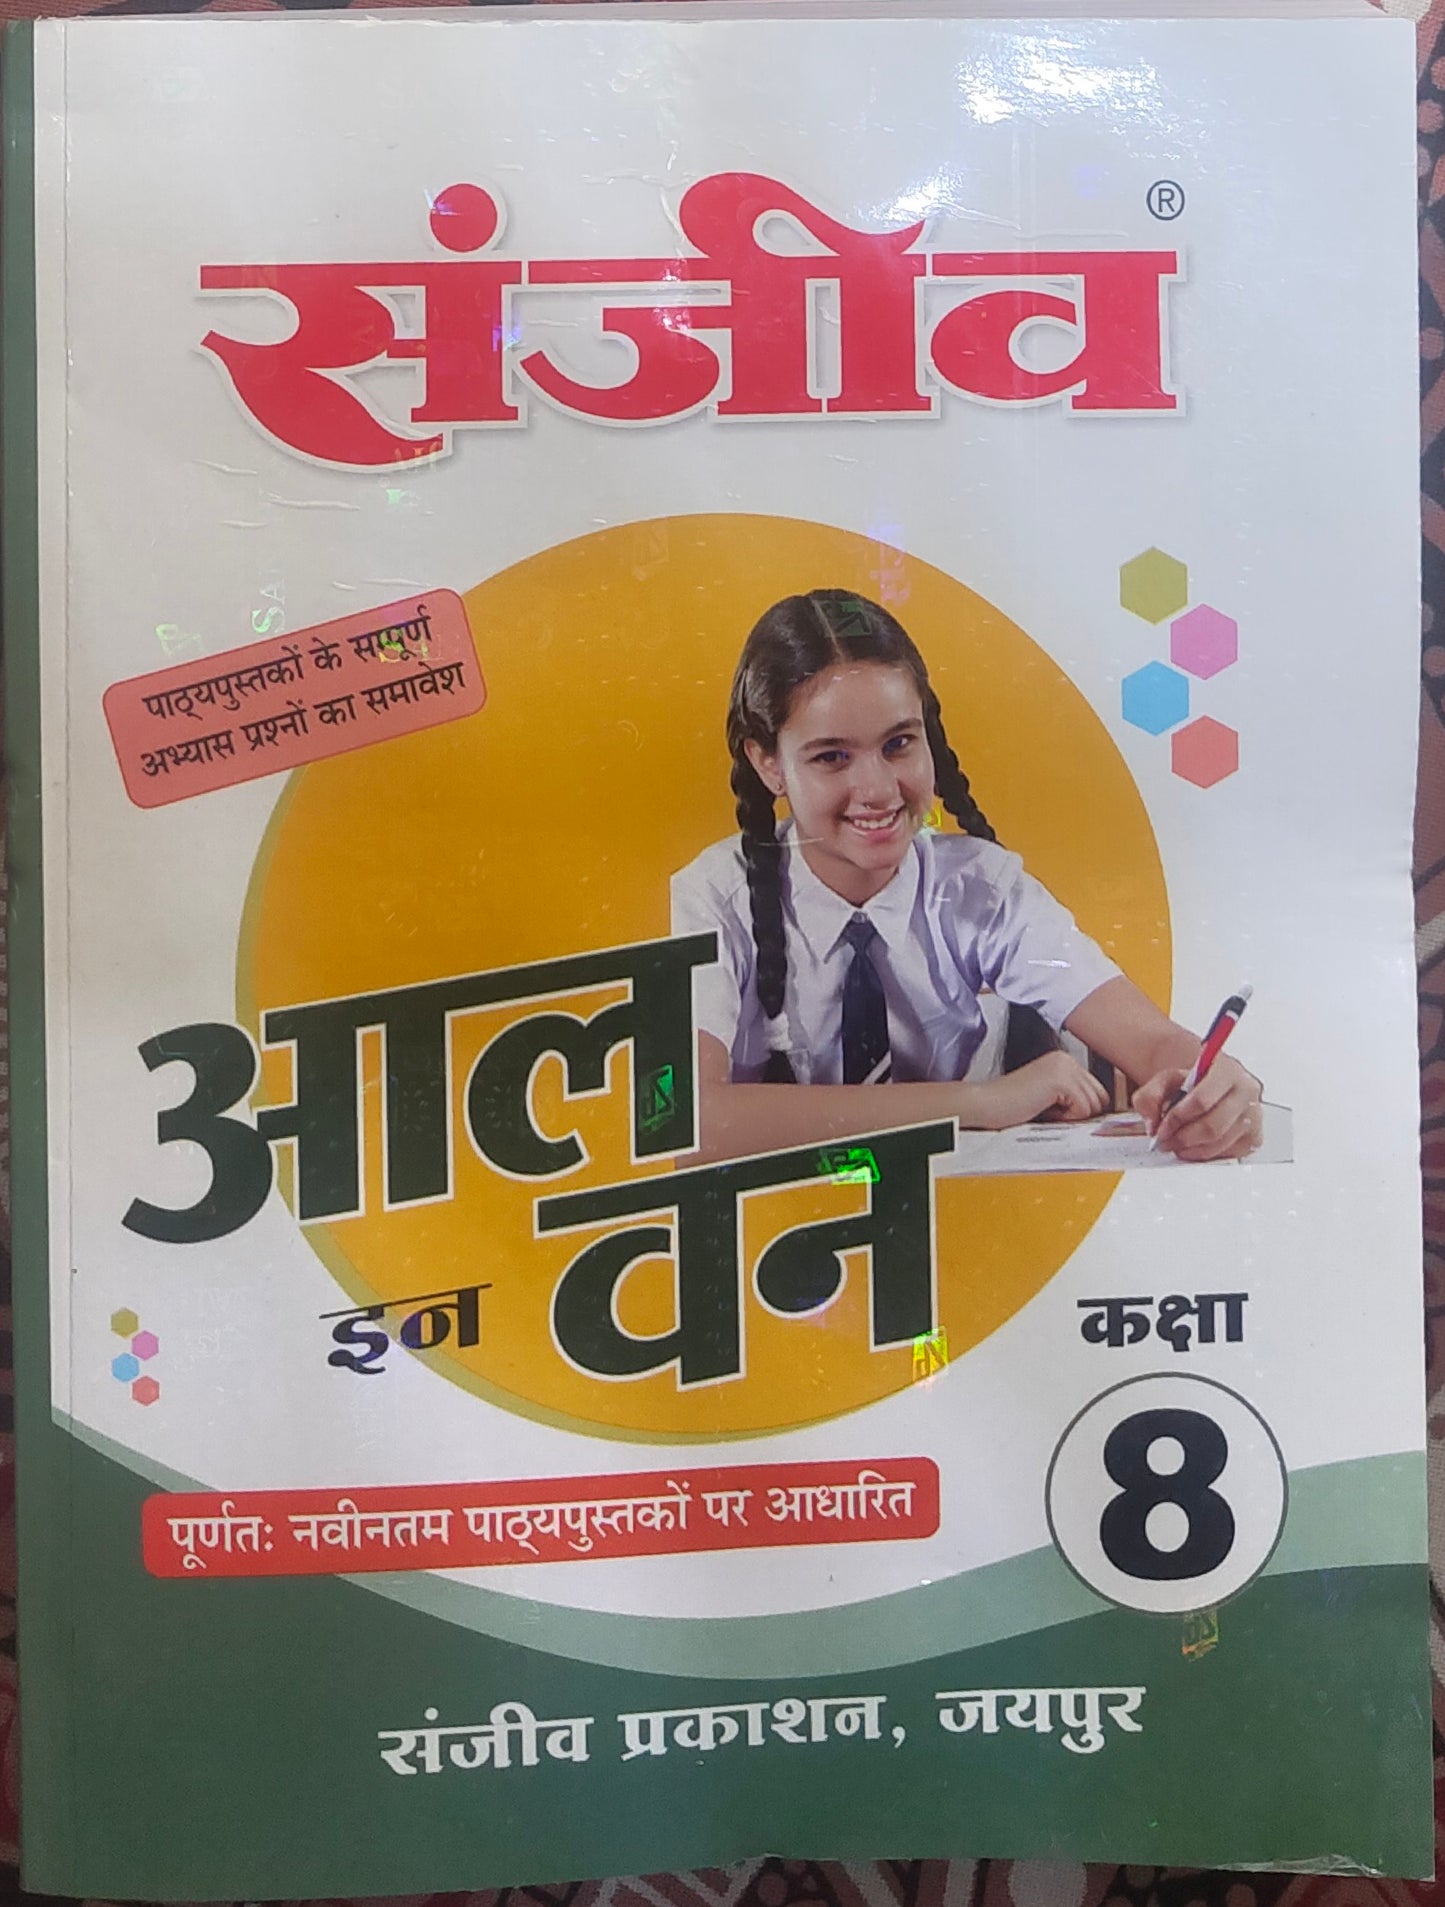 संजीव ®
पाठ्यपुस्तकों के सम्पूर्ण
अभ्यास प्रश्नों का समावेश
आल
इन वन
कक्षा
8
पूर्णतः नवीनतम पाठ्यपुस्तकों पर आधारित
संजीव प्रकाशन, जयपुर